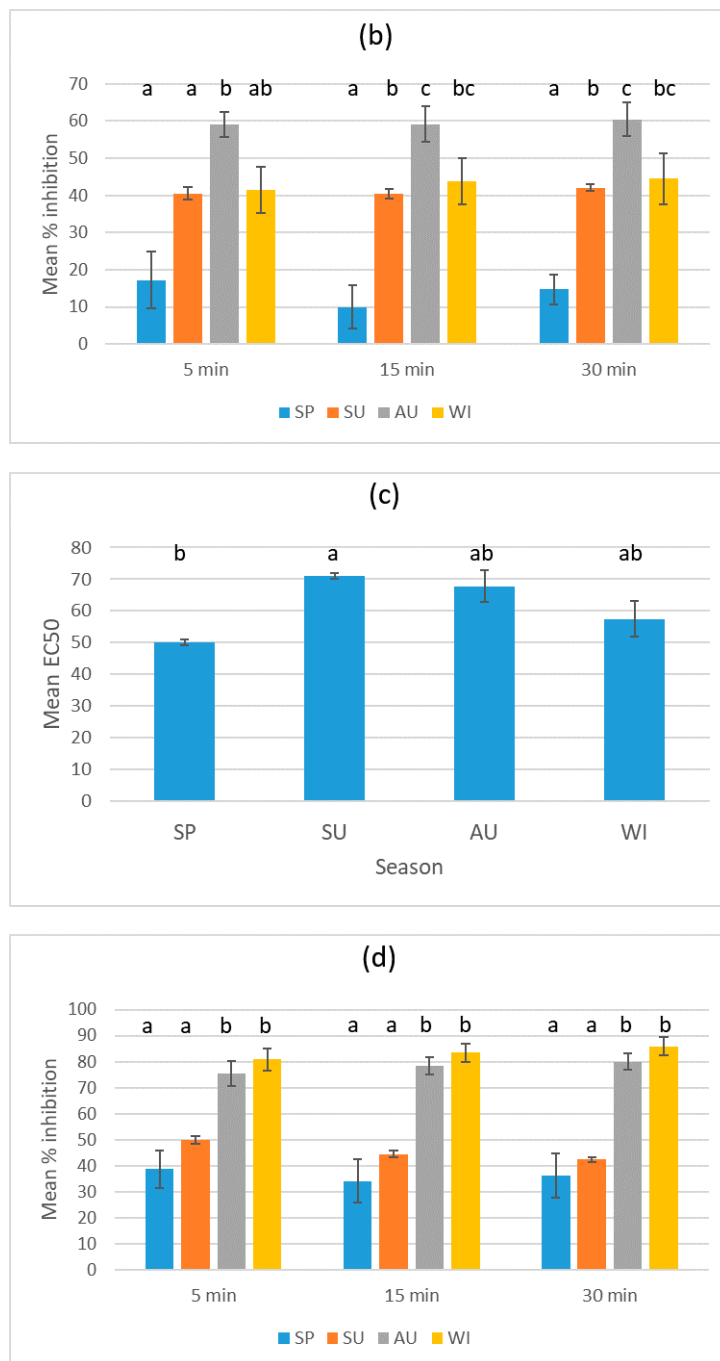 (b)
a a b ab a b c bc a b c bc
70
60
50
40
30
20
10
0
Mean % inhibition
5 min 15 min 30 min
SP SU AU WI
(c)
b a ab ab
80
70
60
50
40
30
20
10
0
Mean EC50
SP SU AU WI
Season
(d)
a a b b a a b b a a b b
100
90
80
70
60
50
40
30
20
10
0
Mean % inhibition
5 min 15 min 30 min
SP SU AU WI